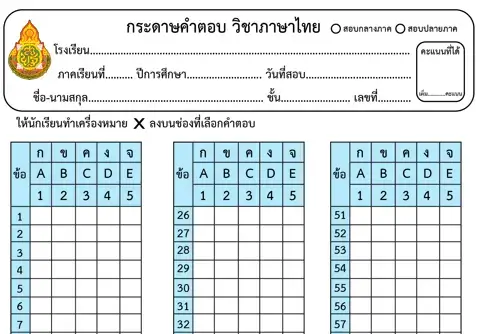 กระดาษคำตอบ วิชาภาษาไทย ○ สอบกลางภาค ○ สอบปลายภาค
โรงเรียน.................................................................................. คะแนนที่ได้
ภาคเรียนที่......... ปีการศึกษา......................... วันที่สอบ..........................
เต็ม..........คะแนน
ชื่อ-นามสกุล............................................................ ชั้น....................... เลขที่...........
ให้นักเรียนทำเครื่องหมาย X ลงบนช่องที่เลือกคำตอบ
ข้อ ก ข ค ง จ
A B C D E
1 2 3 4 5
1
2
3
4
5
6
7
ข้อ ก ข ค ง จ
A B C D E
1 2 3 4 5
26
27
28
29
30
31
32
ข้อ ก ข ค ง จ
A B C D E
1 2 3 4 5
51
52
53
54
55
56
57